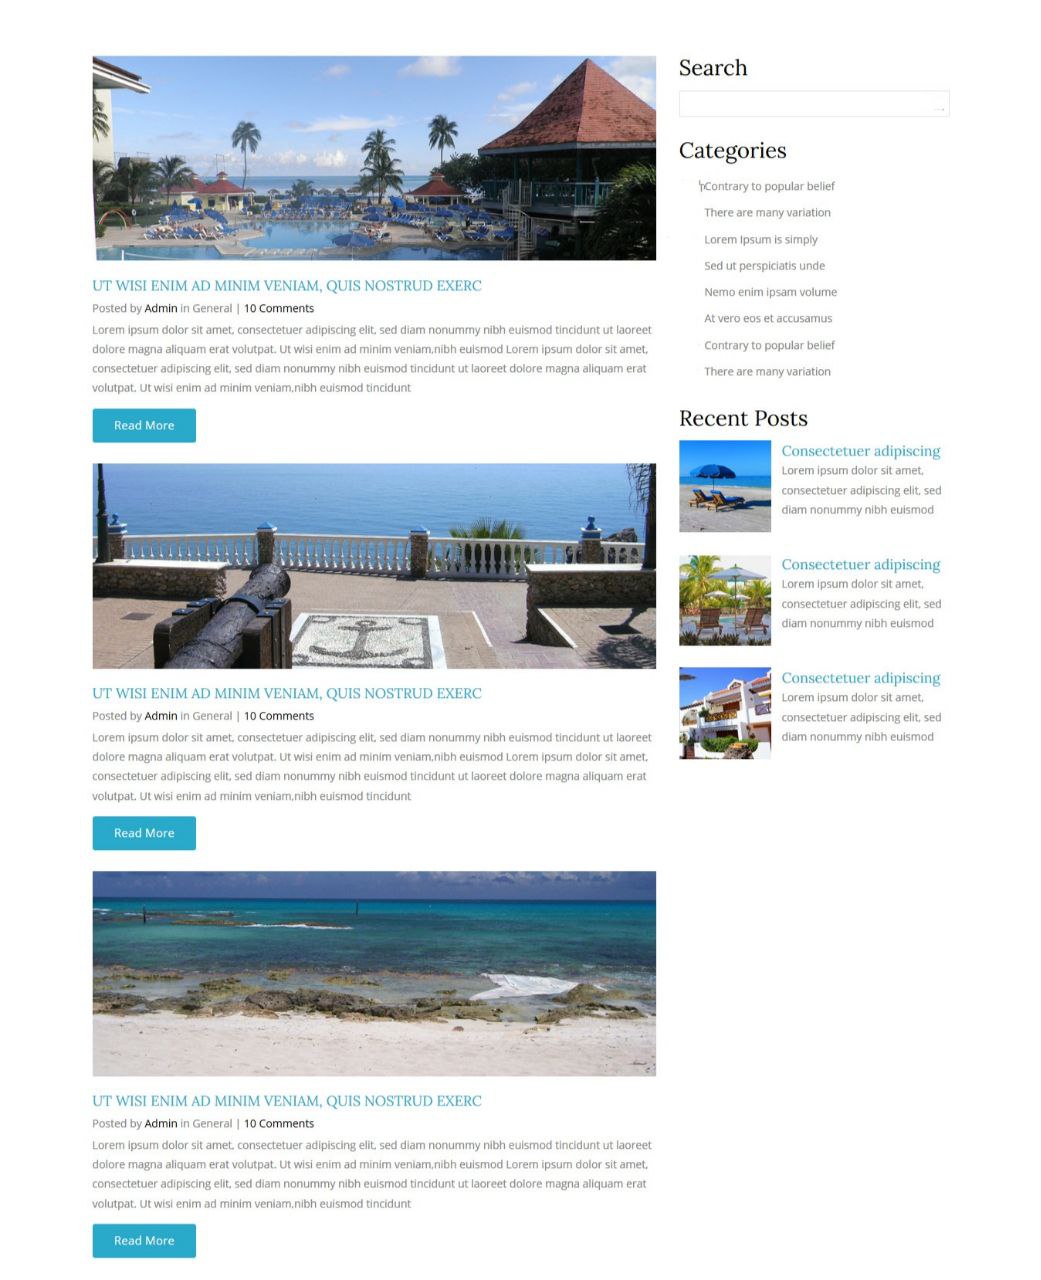 UT WISI ENIM AD MINIM VENIAM, QUIS NOSTRUD EXERC
Posted by Admin in General | 10 Comments
Lorem ipsum dolor sit amet, consectetuer adipiscing elit, sed diam nonummy nibh euismod tincidunt ut laoreet
dolore magna aliquam erat volutpat. Ut wisi enim ad minim veniam,nibh euismod Lorem ipsum dolor sit amet,
consectetuer adipiscing elit, sed diam nonummy nibh euismod tincidunt ut laoreet dolore magna aliquam erat
volutpat. Ut wisi enim ad minim veniam,nibh euismod tincidunt
Read More
UT WISI ENIM AD MINIM VENIAM, QUIS NOSTRUD EXERC
Posted by Admin in General | 10 Comments
Lorem ipsum dolor sit amet, consectetuer adipiscing elit, sed diam nonummy nibh euismod tincidunt ut laoreet
dolore magna aliquam erat volutpat. Ut wisi enim ad minim veniam,nibh euismod Lorem ipsum dolor sit amet,
consectetuer adipiscing elit, sed diam nonummy nibh euismod tincidunt ut laoreet dolore magna aliquam erat
volutpat. Ut wisi enim ad minim veniam,nibh euismod tincidunt
Read More
UT WISI ENIM AD MINIM VENIAM, QUIS NOSTRUD EXERC
Posted by Admin in General | 10 Comments
Lorem ipsum dolor sit amet, consectetuer adipiscing elit, sed diam nonummy nibh euismod tincidunt ut laoreet
dolore magna aliquam erat volutpat. Ut wisi enim ad minim veniam,nibh euismod Lorem ipsum dolor sit amet,
consectetuer adipiscing elit, sed diam nonummy nibh euismod tincidunt ut laoreet dolore magna aliquam erat
volutpat. Ut wisi enim ad minim veniam,nibh euismod tincidunt
Read More
Search
Categories
Contrary to popular belief
There are many variation
Lorem Ipsum is simply
Sed ut perspiciatis unde
Nemo enim ipsam volume
At vero eos et accusamus
Contrary to popular belief
There are many variation
Recent Posts
Consectetuer adipiscing
Lorem ipsum dolor sit amet,
consectetuer adipiscing elit, sed
diam nonummy nibh euismod
Consectetuer adipiscing
Lorem ipsum dolor sit amet,
consectetuer adipiscing elit, sed
diam nonummy nibh euismod
Consectetuer adipiscing
Lorem ipsum dolor sit amet,
consectetuer adipiscing elit, sed
diam nonummy nibh euismod